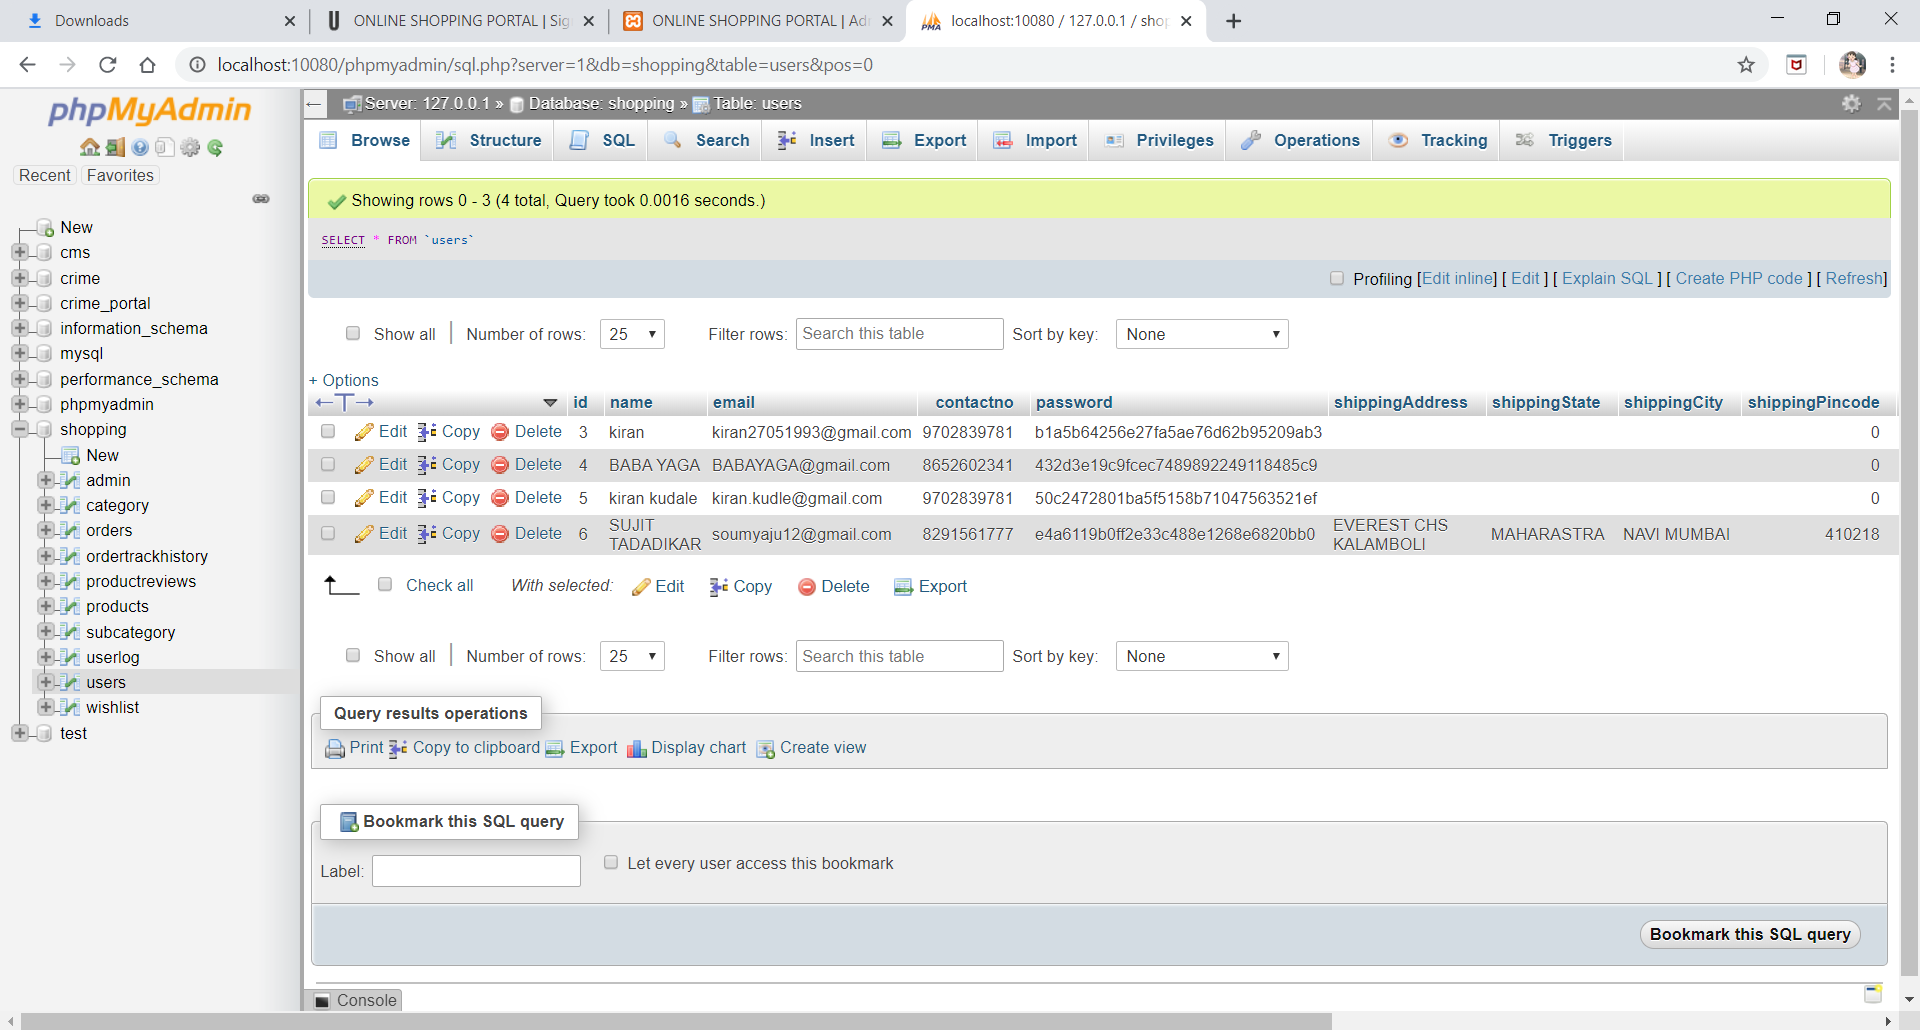 Downloads
ONLINE SHOPPING PORTAL | Sig
ONLINE SHOPPING PORTAL | Adr
localhost:10080 / 127.0.0.1 / shop
localhost:10080/phpmyadmin/sql.php?server=1&db=shopping&table=users&pos=0
phpMyAdmin
Recent Favorites
New
cms
crime
crime_portal
information_schema
mysql
performance_schema
phpmyadmin
shopping
New
admin
category
orders
ordertrackhistory
productreviews
products
subcategory
userlog
users
wishlist
test
Server: 127.0.0.1 » Database: shopping » Table: users
Browse Structure SQL Search Insert Export Import Privileges Operations Tracking Triggers
Showing rows 0 - 3 (4 total, Query took 0.0016 seconds.)
SELECT * FROM `users`
Profiling [Edit inline] [ Edit ] [ Explain SQL ] [ Create PHP code ] [ Refresh]
Show all | Number of rows: 25 Filter rows: Search this table Sort by key: None
+ Options
←T→ id name email contactno password shippingAddress shippingState shippingCity shippingPincode
Edit Copy Delete 3 kiran kiran27051993@gmail.com 9702839781 b1a5b64256e27fa5ae76d62b95209ab3 0
Edit Copy Delete 4 BABA YAGA BABAYAGA@gmail.com 8652602341 432d3e19c9fcec7489892249118485c9 0
Edit Copy Delete 5 kiran kudale kiran.kudle@gmail.com 9702839781 50c2472801ba5f5158b71047563521ef 0
Edit Copy Delete 6 SUJIT TADADIKAR soumyaju12@gmail.com 8291561777 e4a6119b0ff2e33c488e1268e6820bb0 EVEREST CHS KALAMBOLI MAHARASTRA NAVI MUMBAI 410218
Check all With selected: Edit Copy Delete Export
Show all | Number of rows: 25 Filter rows: Search this table Sort by key: None
Query results operations
Print Copy to clipboard Export Display chart Create view
Bookmark this SQL query
Label: Let every user access this bookmark
Bookmark this SQL query
Console